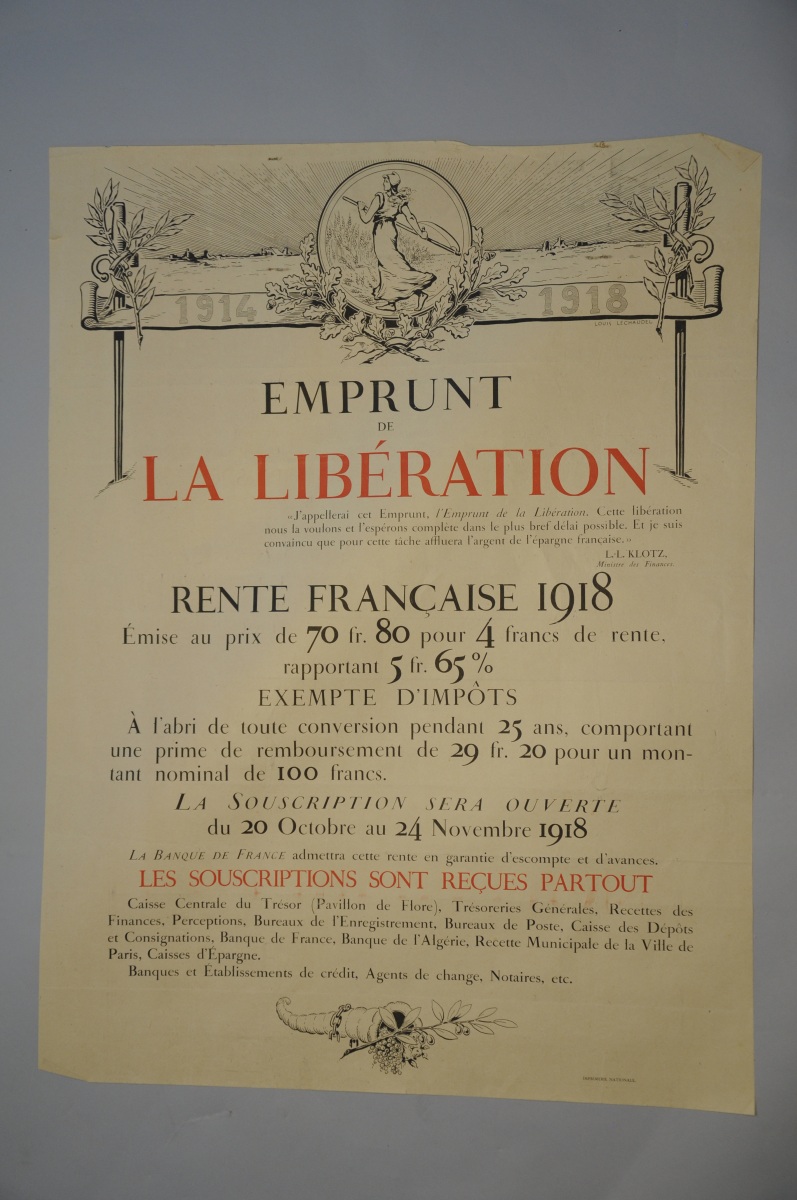 1914 1918
LOUIS LECHAUDEL
EMPRUNT
DE
LA LIBÉRATION
«J'appellerai cet Emprunt, l'Emprunt de la Libération. Cette libération
nous la voulons et l'espérons complète dans le plus bref délai possible. Et je suis
convaincu que pour cette tâche affluera l'argent de l'épargne française.»
L.-L. KLOTZ,
Ministre des Finances
RENTE FRANÇAISE 1918
Émise au prix de 70 fr. 80 pour 4 francs de rente,
rapportant 5 fr. 65 %
EXEMPTE D'IMPÔTS
À l'abri de toute conversion pendant 25 ans, comportant
une prime de remboursement de 29 fr. 20 pour un mon-
tant nominal de 100 francs.
LA SOUSCRIPTION SERA OUVERTE
du 20 Octobre au 24 Novembre 1918
LA BANQUE DE FRANCE admettra cette rente en garantie d'escompte et d'avances.
LES SOUSCRIPTIONS SONT REÇUES PARTOUT
Caisse Centrale du Trésor (Pavillon de Flore), Trésoreries Générales, Recettes des
Finances, Perceptions, Bureaux de l'Enregistrement, Bureaux de Poste, Caisse des Dépôts
et Consignations, Banque de France, Banque de l'Algérie, Recette Municipale de la Ville de
Paris, Caisses d'Épargne.
Banques et Établissements de crédit, Agents de change, Notaires, etc.
IMPRIMERIE NATIONALE.